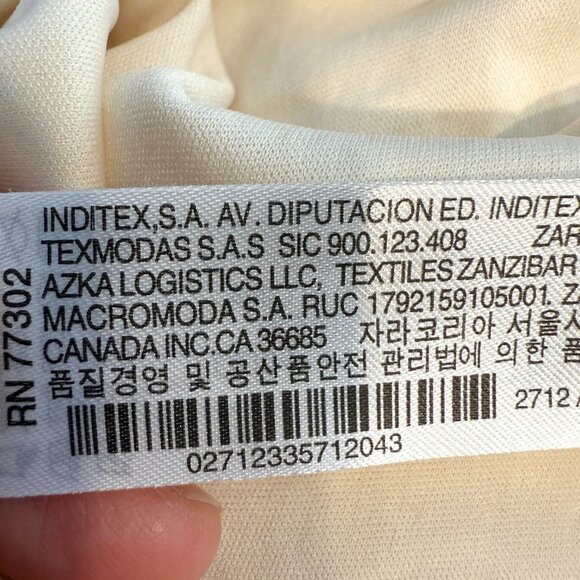 RN 77302
INDITEX,S.A. AV. DIPUTACION ED. INDITEX
TEXMODAS S.A.S SIC 900.123.408 ZAR
AZKA LOGISTICS LLC, TEXTILES ZANZIBAR
MACROMODA S.A. RUC 1792159105001. Z
CANADA INC.CA 36685 자라코리아 서울시
품질경영 및 공산품안전 관리법에 의한 품
2712 /
02712335712043